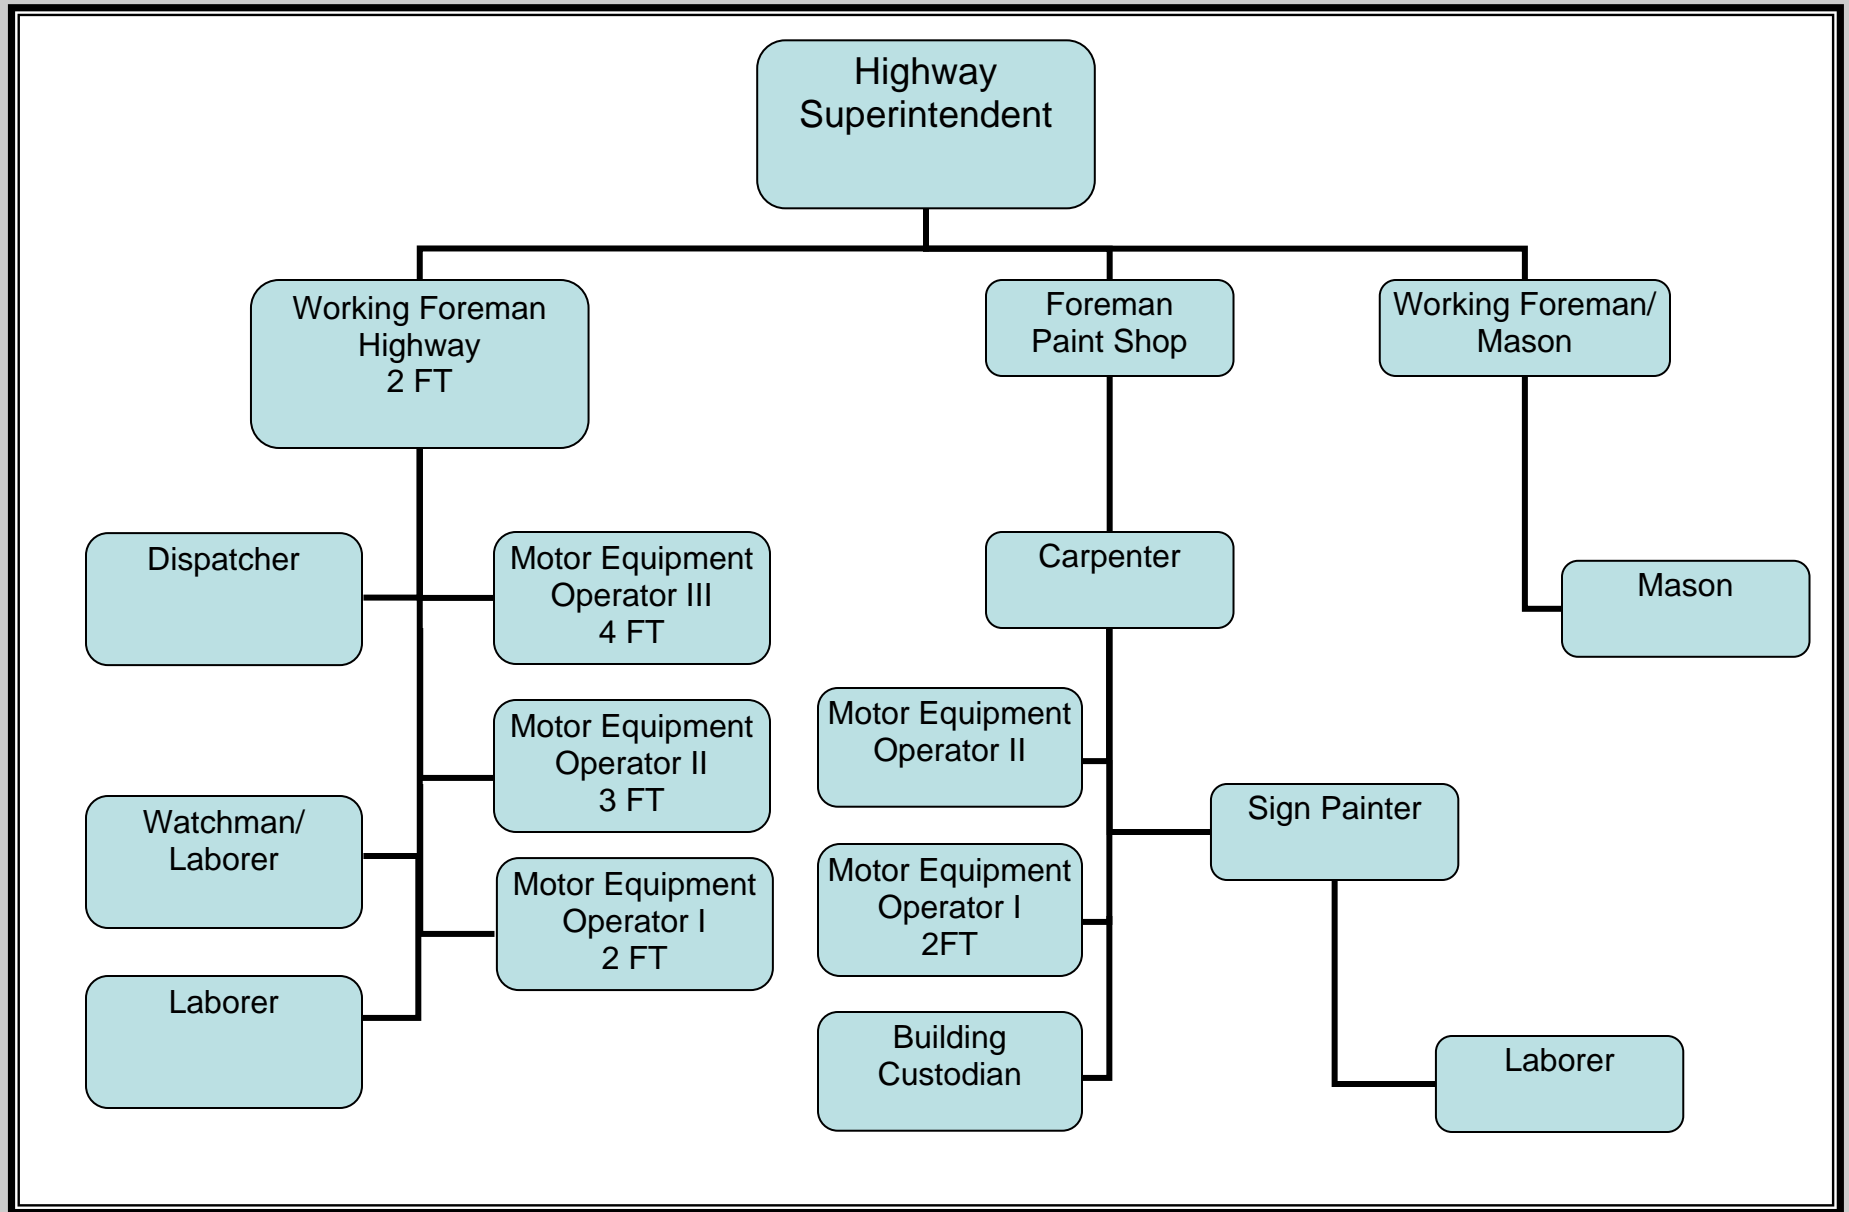 Highway
Superintendent
Working Foreman
Highway
2 FT
Foreman
Paint Shop
Working Foreman/
Mason
Dispatcher
Motor Equipment
Operator III
4 FT
Carpenter
Mason
Motor Equipment
Operator II
3 FT
Motor Equipment
Operator II
Sign Painter
Watchman/
Laborer
Motor Equipment
Operator I
2 FT
Motor Equipment
Operator I
2FT
Laborer
Building
Custodian
Laborer